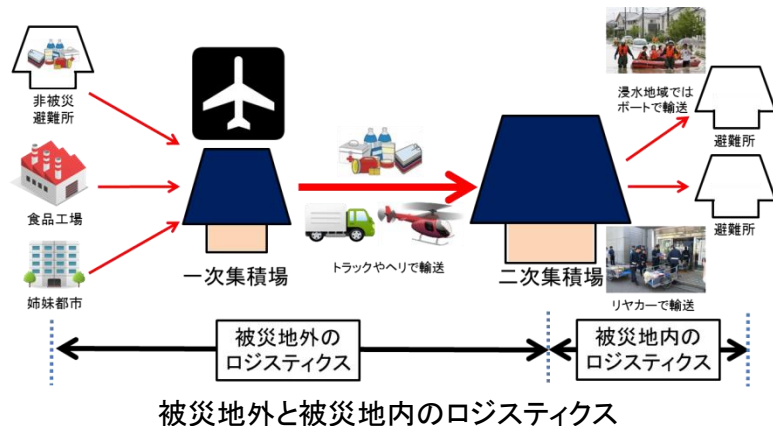 非被災
避難所
食品工場
姉妹都市
一次集積場
トラックやヘリで輸送
二次集積場
浸水地域では
ボートで輸送
避難所
避難所
リヤカーで輸送
被災地外の
ロジスティクス
被災地内の
ロジスティクス
被災地外と被災地内のロジスティクス